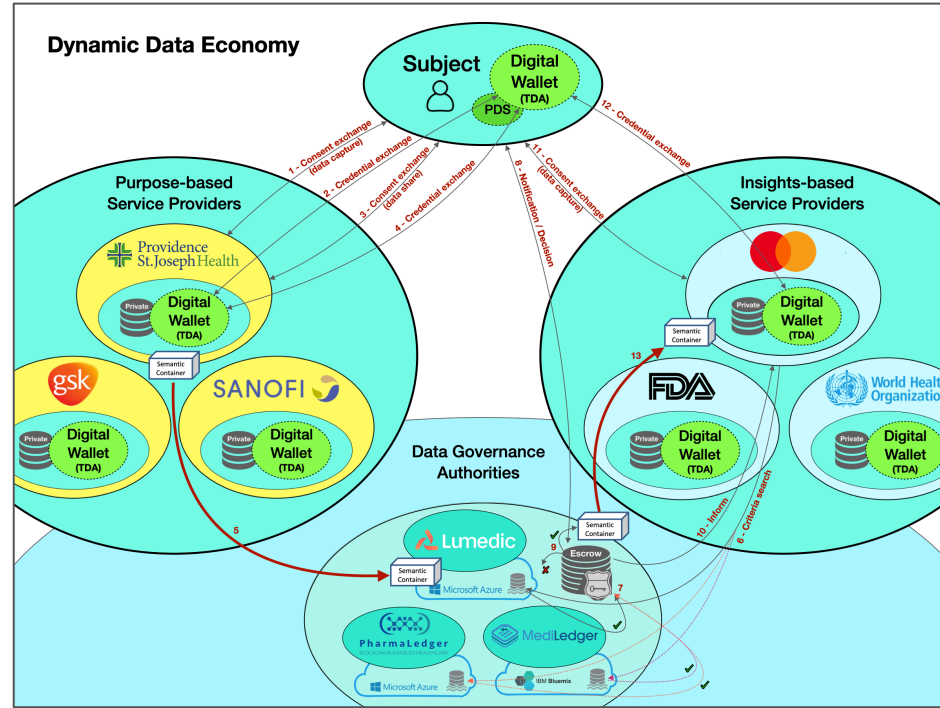 Dynamic Data Economy
Subject
Digital
Wallet
(TDA)
PDS
1 - Consent exchange
(data capture)
2 - Credential exchange
3 - Consent exchange
(data share)
4 - Credential exchange
8 - Notification / Decision
11 - Consent exchange
(data capture)
12 - Credential exchange
Purpose-based
Service Providers
Providence
St.JosephHealth
Private
Digital
Wallet
(TDA)
Semantic
Container
gsk
Private
Digital
Wallet
(TDA)
SANOFI
Private
Digital
Wallet
(TDA)
5
Insights-based
Service Providers
Private
Digital
Wallet
(TDA)
Semantic
Container
13
FDA
Private
Digital
Wallet
(TDA)
World Heal
Organizatio
Private
Digital
Wallet
(TDA)
10 - Inform
6 - Criteria search
Data Governance
Authorities
Semantic
Container
Lumedic
Semantic
Container
Microsoft Azure
9
Escrow
7
PharmaLedger
BLOCKCHAIN ENABLED HEALTHCARE
Microsoft Azure
MediLedger
IBM Bluemix